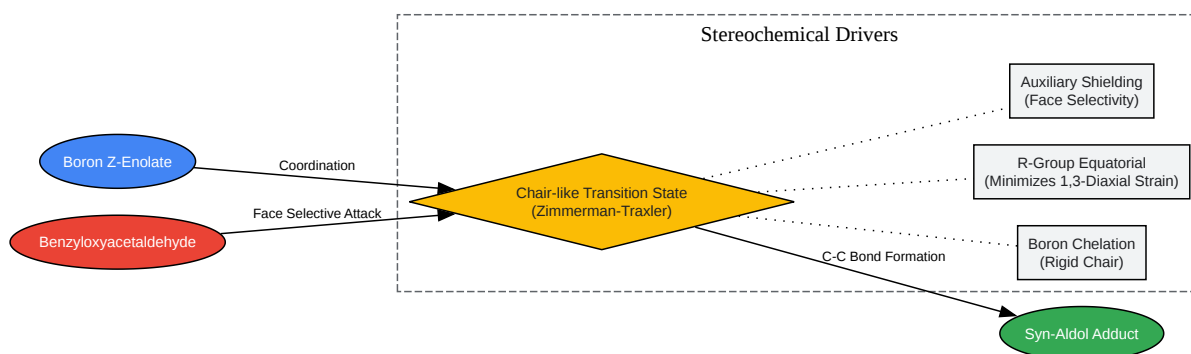 Stereochemical Drivers
Auxiliary Shielding
(Face Selectivity)
Boron Z-Enolate
Coordination
R-Group Equatorial
(Minimizes 1,3-Diaxial Strain)
Chair-like Transition State
(Zimmerman-Traxler)
Face Selective Attack
Benzyloxyacetaldehyde
Boron Chelation
(Rigid Chair)
C-C Bond Formation
Syn-Aldol Adduct